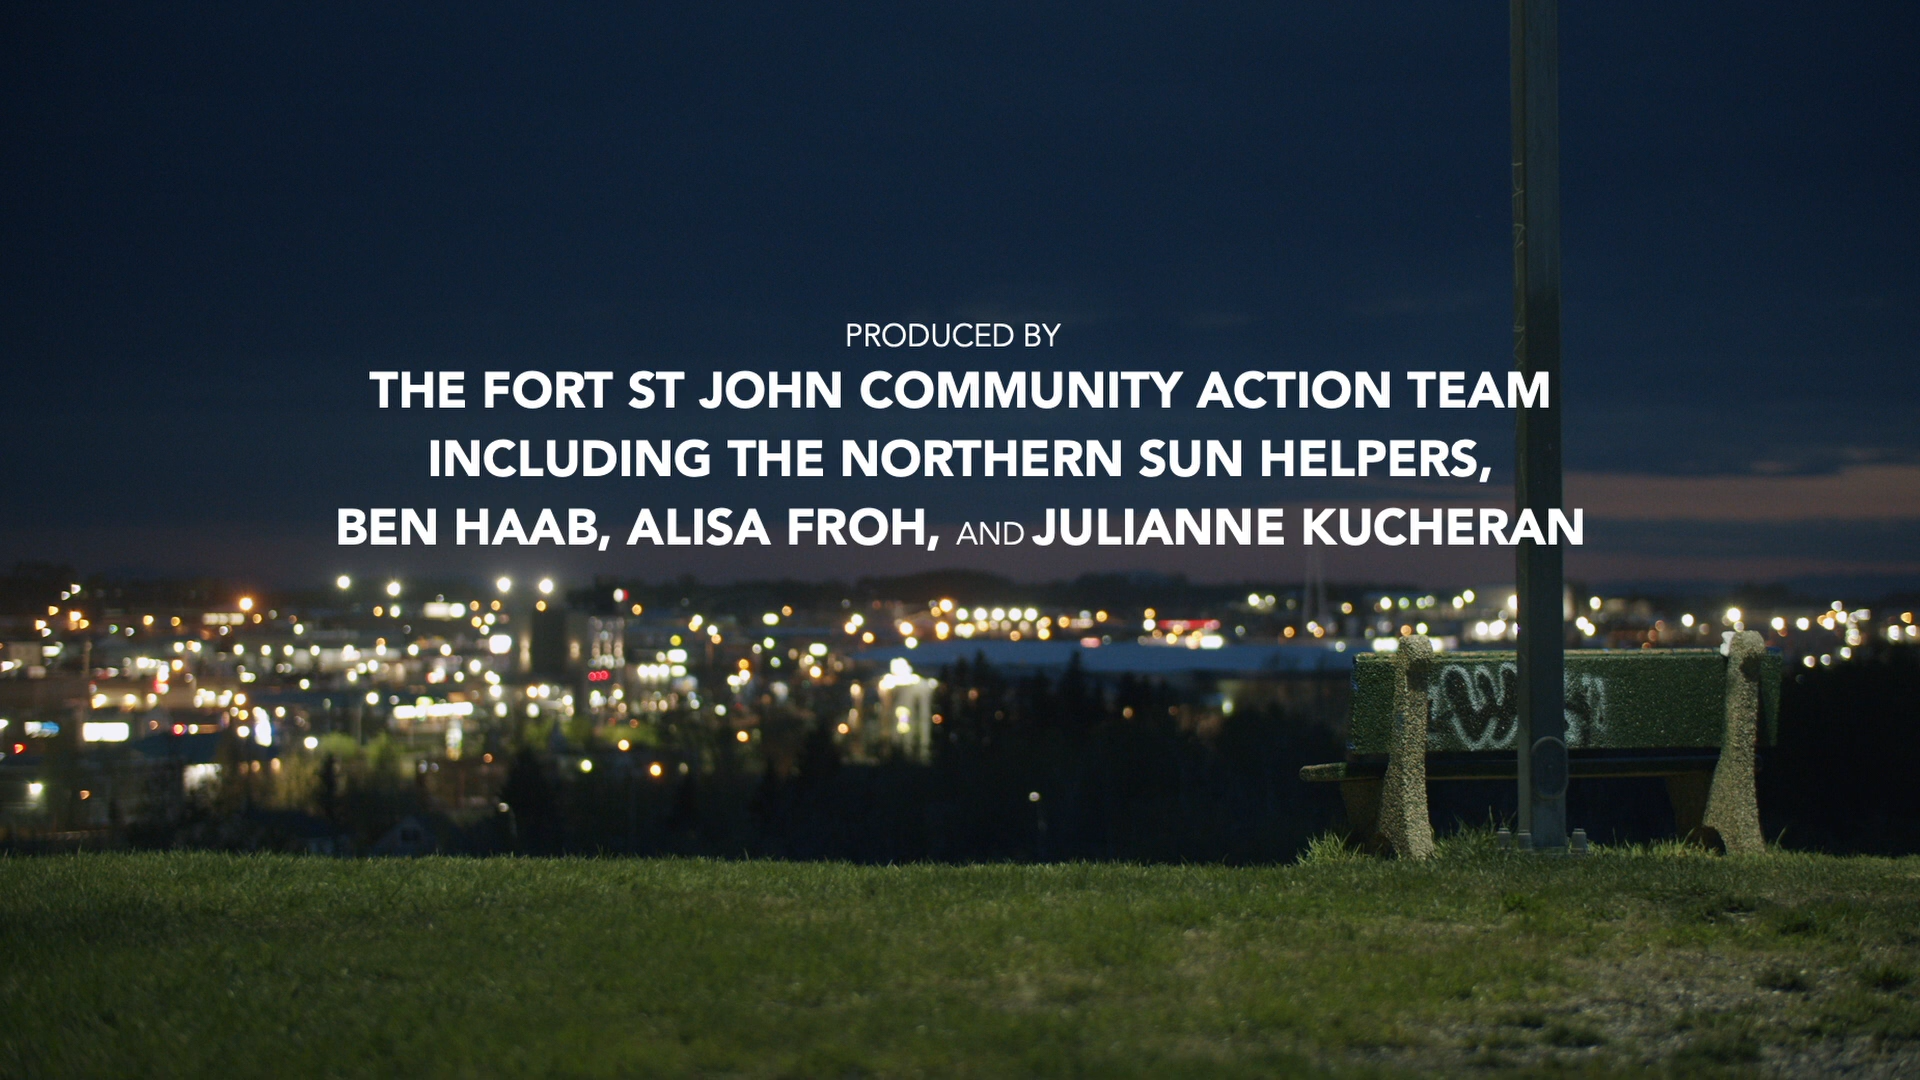 PRODUCED BY
THE FORT ST JOHN COMMUNITY ACTION TEAM
INCLUDING THE NORTHERN SUN HELPERS,
BEN HAAB, ALISA FROH, AND JULIANNE KUCHERAN